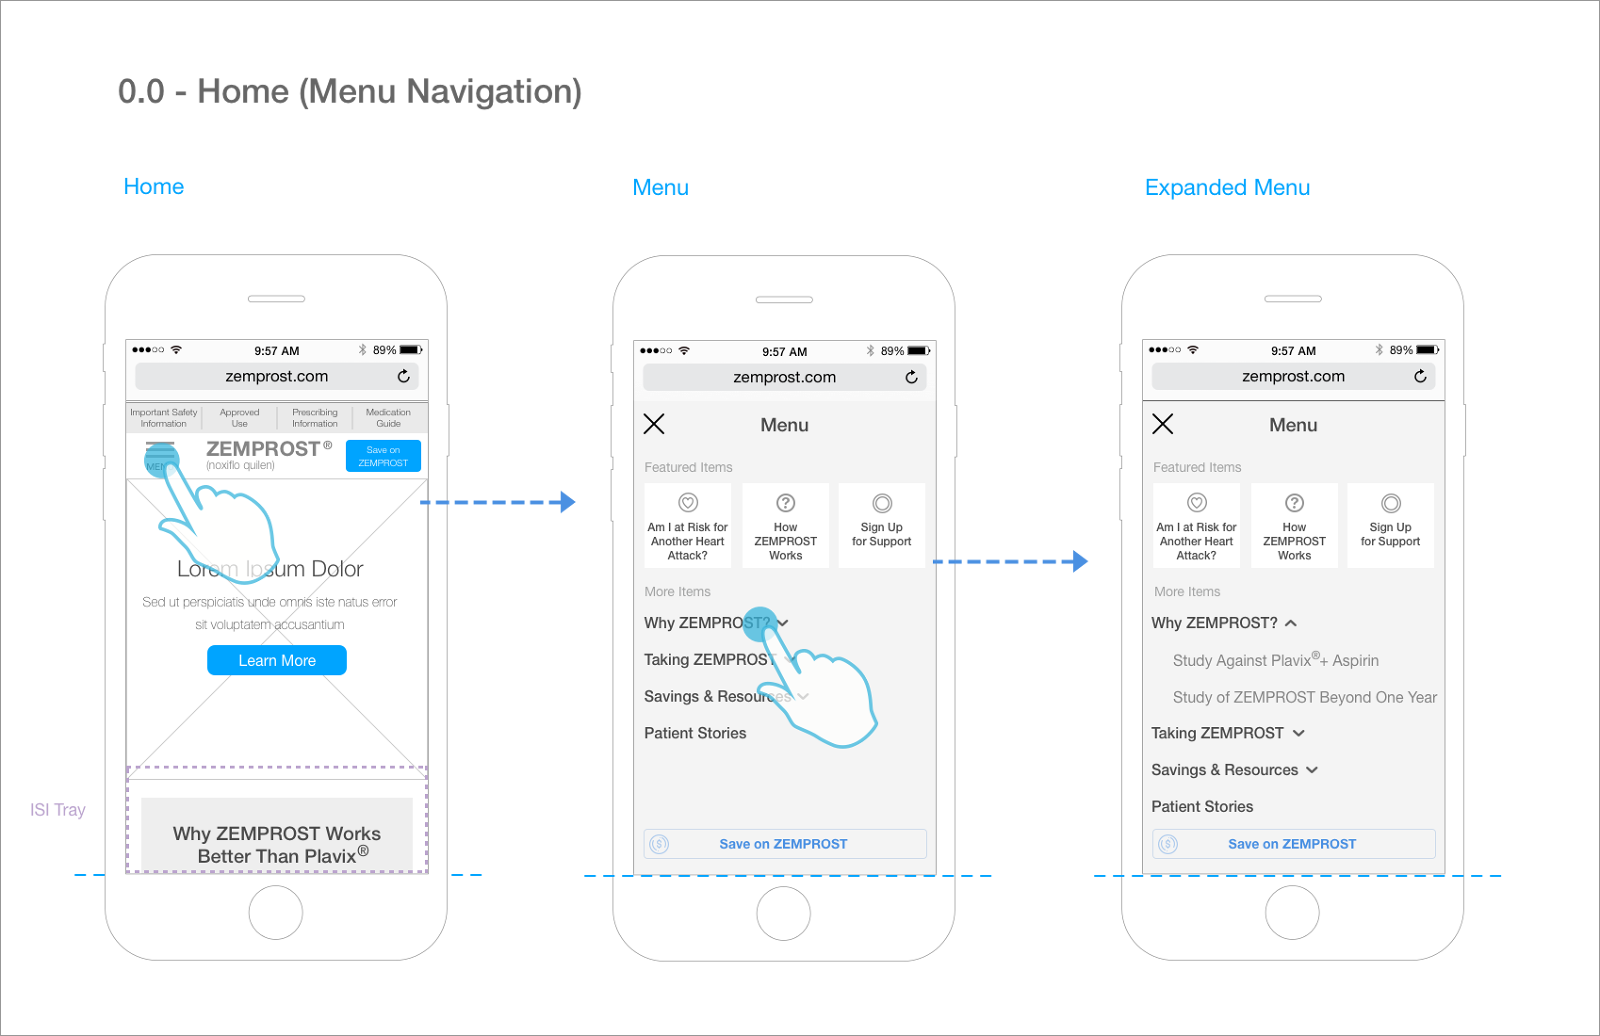 0.0 - Home (Menu Navigation)
Home
9:57 AM
89%
zemprost.com
Important Safety
Information
Approved
Use
Prescribing
Information
Medication
Guide
MENU
ZEMPROST®
(noxiflo quilen)
Save on
ZEMPROST
Lorem Ipsum Dolor
Sed ut perspiciatis unde omnis iste natus error
sit voluptatem accusantium
Learn More
ISI Tray
Why ZEMPROST Works
Better Than Plavix®
Menu
9:57 AM
89%
zemprost.com
Menu
Featured Items
Am I at Risk for
Another Heart
Attack?
How
ZEMPROST
Works
Sign Up
for Support
More Items
Why ZEMPROST?
Taking ZEMPROST
Savings & Resources
Patient Stories
$
Save on ZEMPROST
Expanded Menu
9:57 AM
89%
zemprost.com
Menu
Featured Items
Am I at Risk for
Another Heart
Attack?
How
ZEMPROST
Works
Sign Up
for Support
More Items
Why ZEMPROST?
Study Against Plavix®+ Aspirin
Study of ZEMPROST Beyond One Year
Taking ZEMPROST
Savings & Resources
Patient Stories
$
Save on ZEMPROST